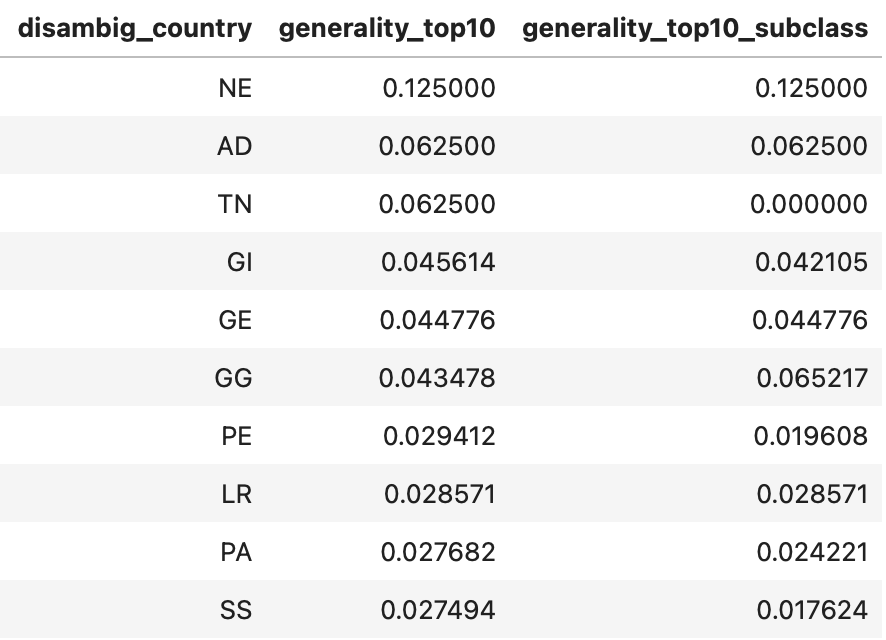 disambig_country generality_top10 generality_top10_subclass
NE 0.125000 0.125000
AD 0.062500 0.062500
TN 0.062500 0.000000
GI 0.045614 0.042105
GE 0.044776 0.044776
GG 0.043478 0.065217
PE 0.029412 0.019608
LR 0.028571 0.028571
PA 0.027682 0.024221
SS 0.027494 0.017624